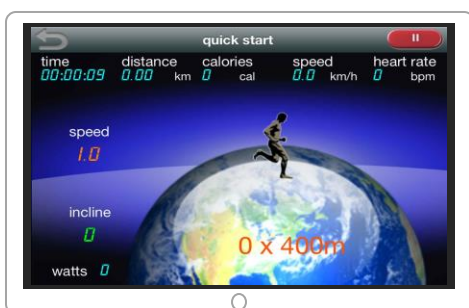 quick start
time distance calories speed heart rate
00:00:09 0.00 km 0 cal 0.0 km/h 0 bpm
speed
1.0
incline
0
0 x 400m
watts 0